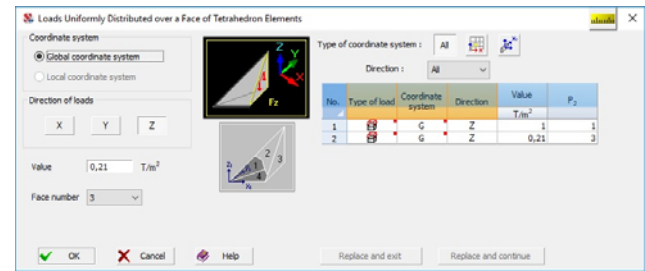 Loads Uniformly Distributed over a Face of Tetrahedron Elements
Coordinate system
Global coordinate system
Local coordinate system
Direction of loads
X Y Z
Value 0,21 T/m²
Face number 3
OK Cancel Help
Z Y X
Fz
1 2 3 4
Z₁ Y₁ X₁
Type of coordinate system : All
Direction : All
No. Type of load Coordinate system Direction Value P₂
T/m²
1 G Z 1 1
2 G Z 0,21 3
Replace and exit Replace and continue